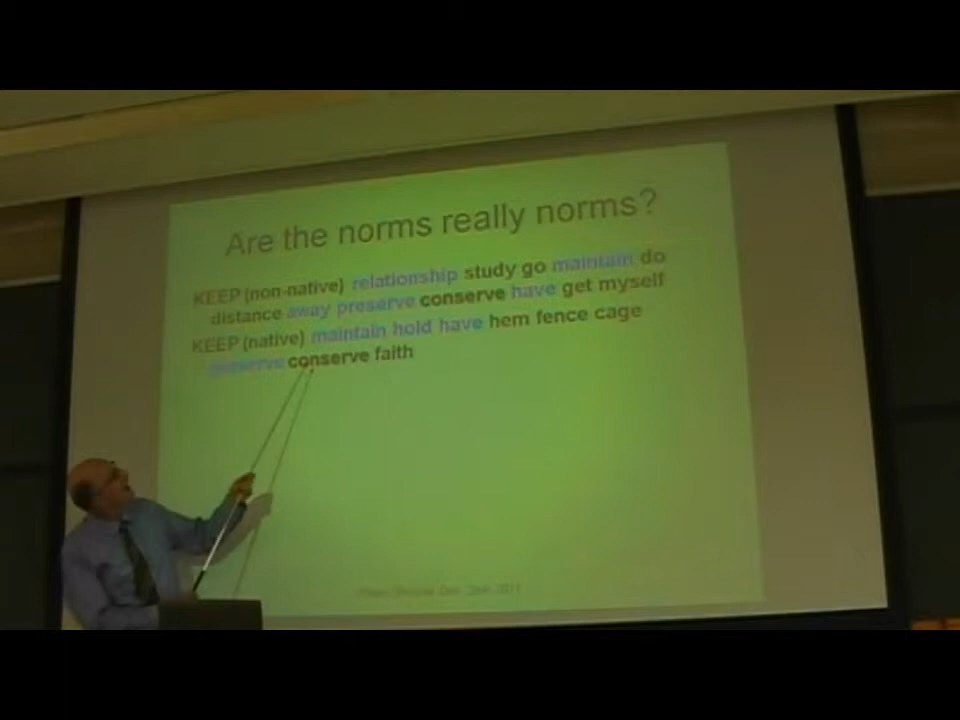 Are the norms really norms?
KEEP (non-native) relationship study go maintain do
distance away preserve conserve have get myself
KEEP (native) maintain hold have hem fence cage
preserve conserve faith